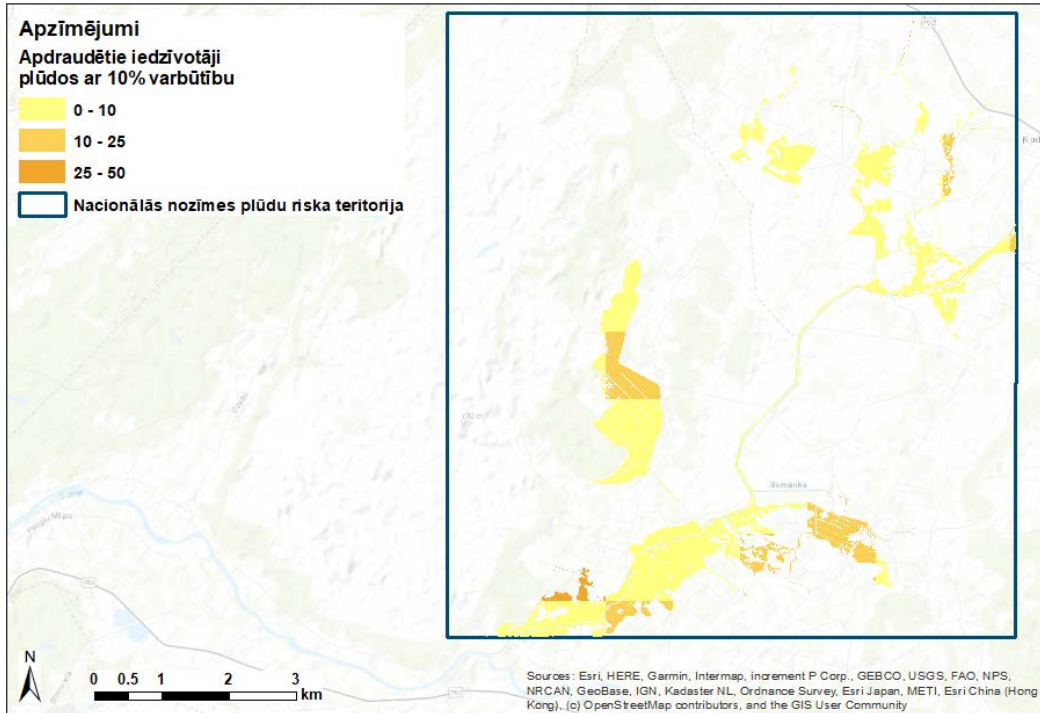 Apzīmējumi
Apdraudētie iedzīvotāji
plūdos ar 10% varbūtību
0 - 10
10 - 25
25 - 50
Nacionālās nozīmes plūdu riska teritorija
N
0 0.5 1 2 3
km
Sources: Esri, HERE, Garmin, Intermap, increment P Corp., GEBCO, USGS, FAO, NPS,
NRCAN, GeoBase, IGN, Kadaster NL, Ordnance Survey, Esri Japan, METI, Esri China (Hong
Kong), (c) OpenStreetMap contributors, and the GIS User Community